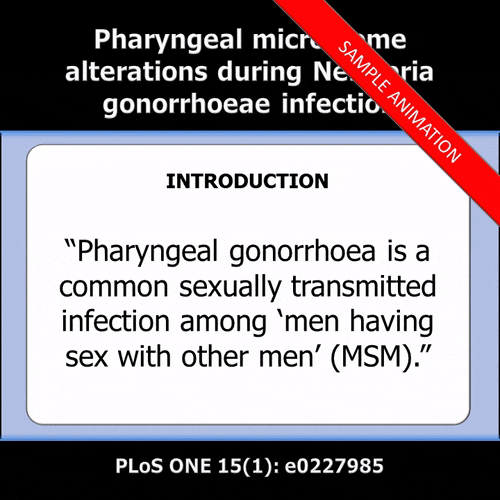 Pharyngeal
alterations during
gonorrhoeae infection
SAMPLE ANIMATION
INTRODUCTION
“Pharyngeal gonorrhoea is a
common sexually transmitted
infection among ‘men having
sex with other men’ (MSM).”
PLoS ONE 15(1): e0227985